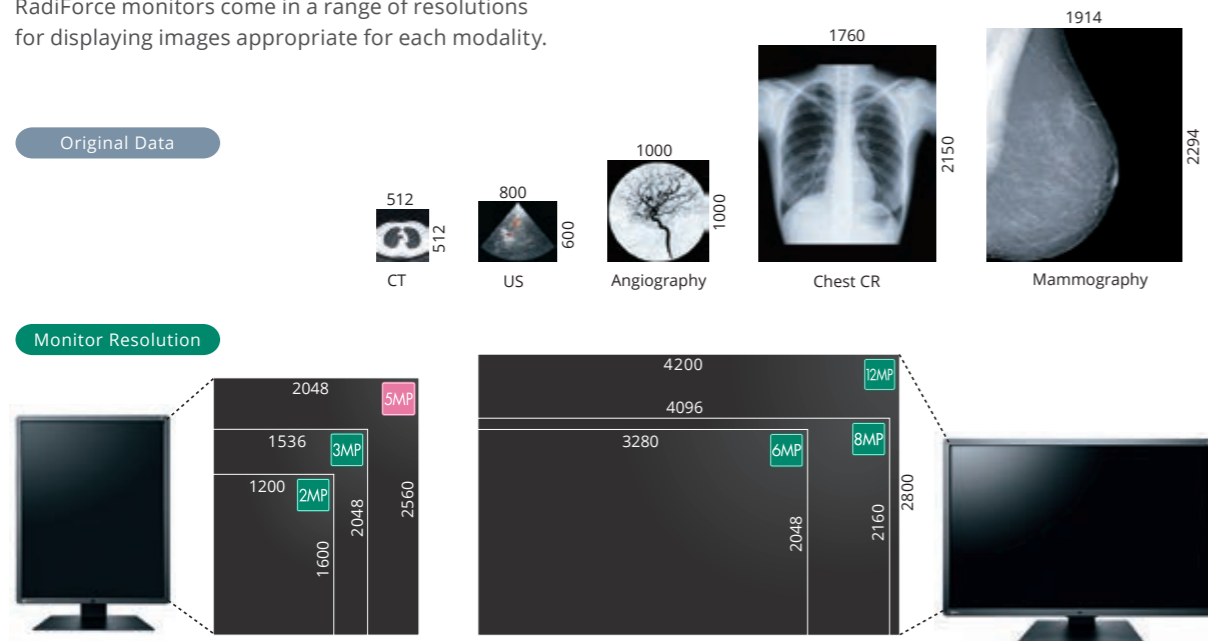 RadiForce monitors come in a range of resolutions
for displaying images appropriate for each modality.
Original Data
512
512
CT
800
600
US
1000
1000
Angiography
1760
2150
Chest CR
1914
2294
Mammography
Monitor Resolution
2048
5MP
2560
1536
3MP
2048
1200
2MP
1600
4200
12MP
2800
4096
8MP
2160
3280
6MP
2048